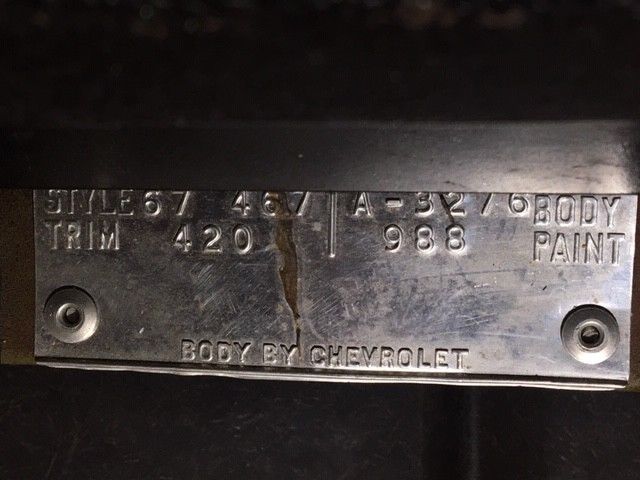 STYLE 67 467 | A-3276 BODY
TRIM 420 | 988 PAINT
BODY BY CHEVROLET